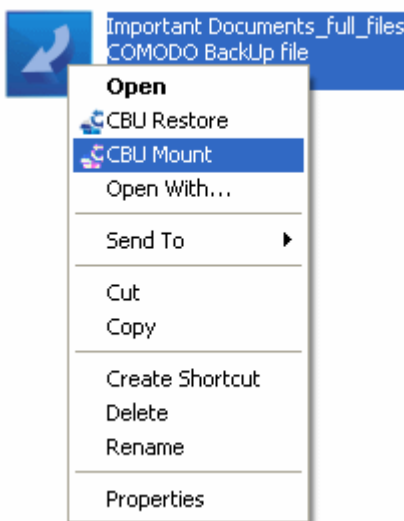 Important Documents_full_files
COMODO BackUp file
Open
CBU Restore
CBU Mount
Open With...
Send To
Cut
Copy
Create Shortcut
Delete
Rename
Properties